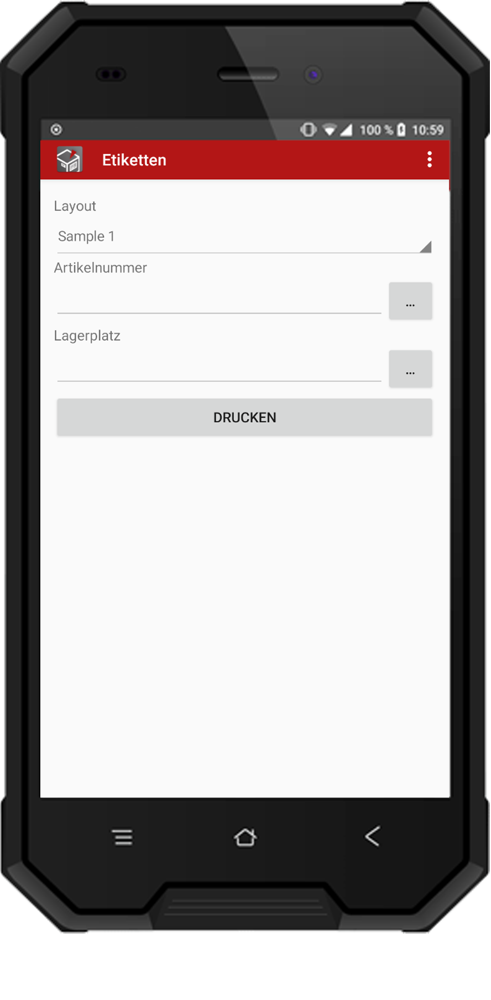 100 % 10:59
Etiketten
Layout
Sample 1
Artikelnummer
...
Lagerplatz
...
DRUCKEN